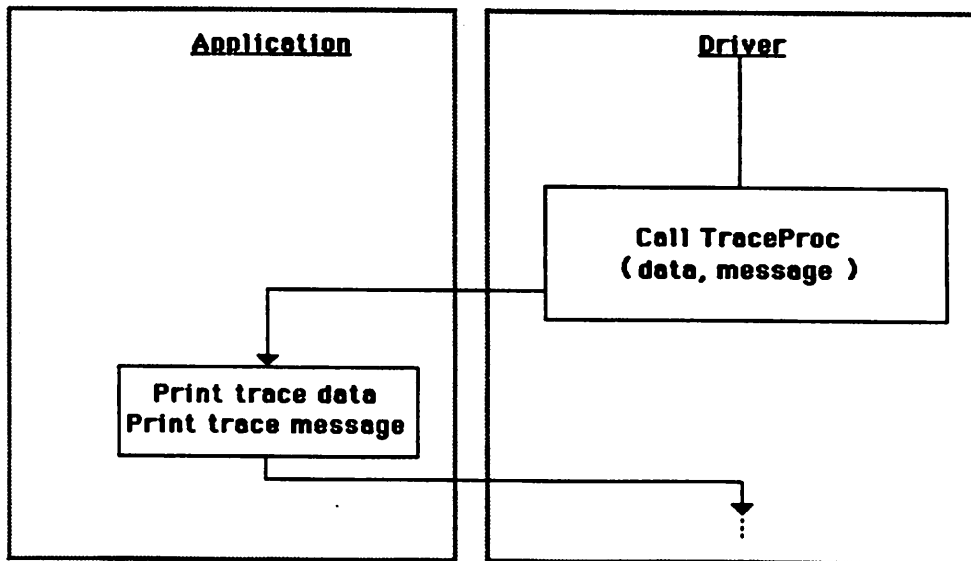 Application
Driver
Call TraceProc
( data, message )
Print trace data
Print trace message